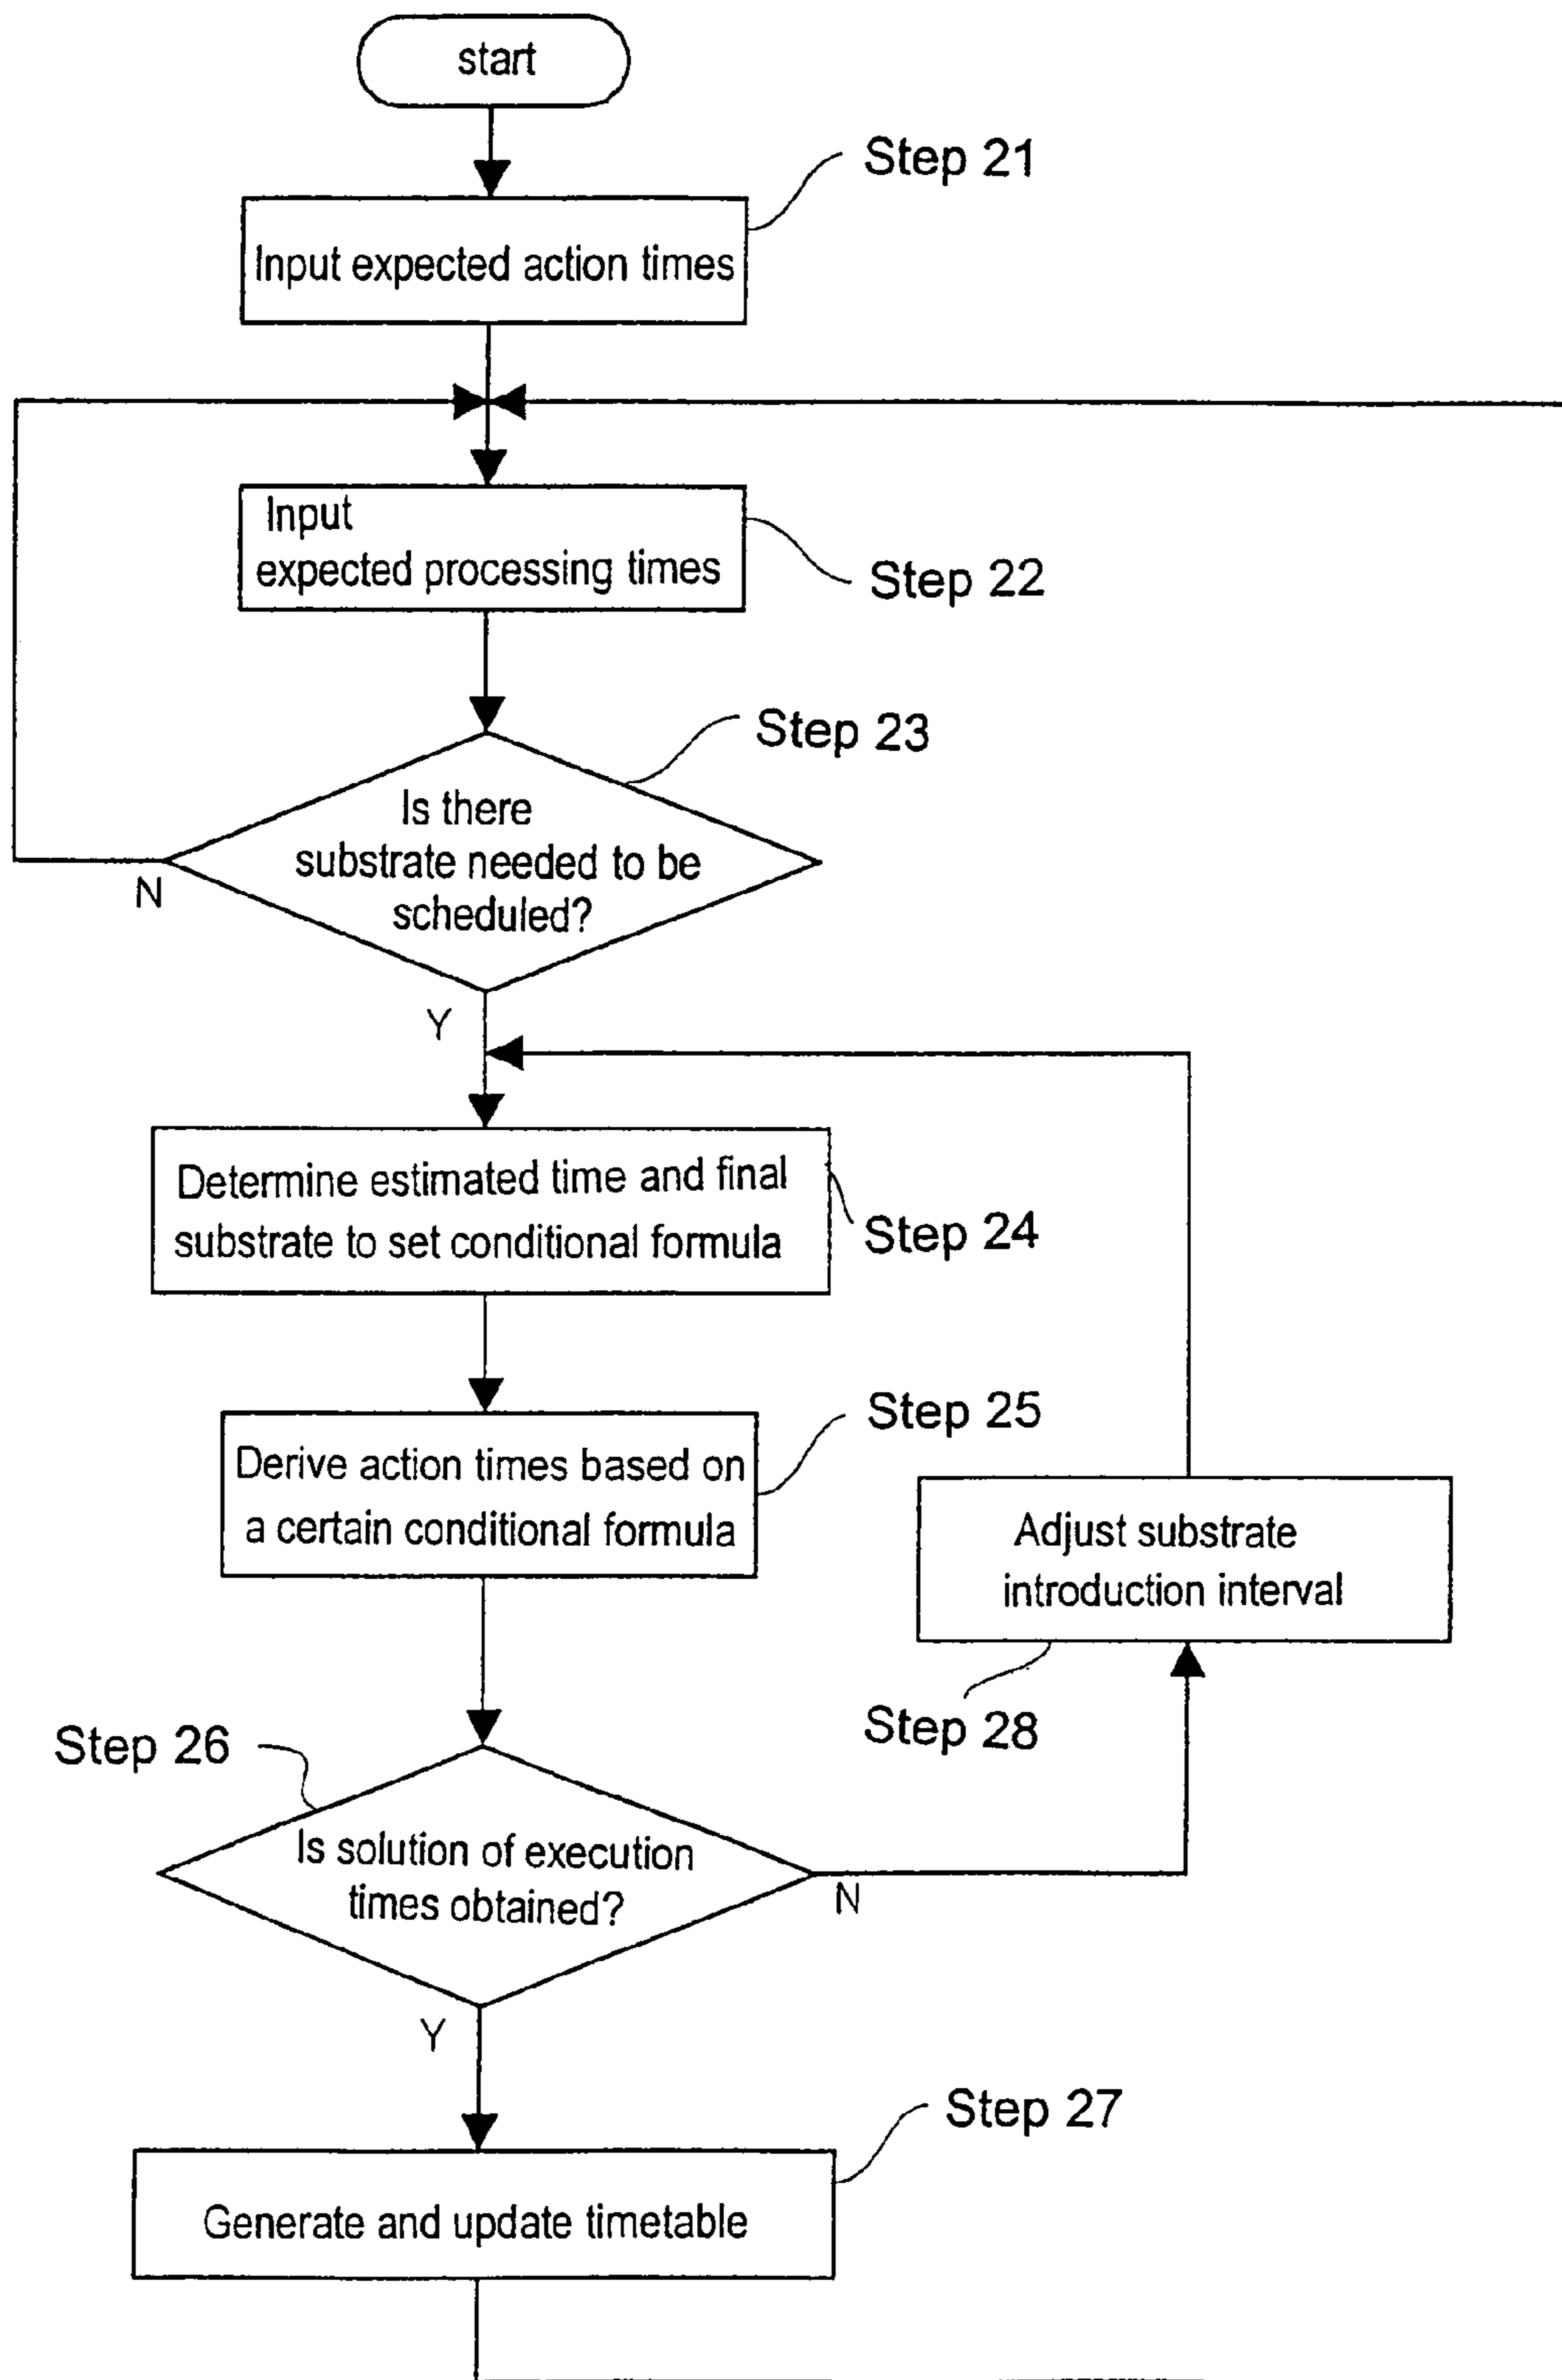 start
Step 21
Input expected action times
Input
expected processing times
Step 22
Step 23
Is there
substrate needed to be
scheduled?
N
Y
Determine estimated time and final
substrate to set conditional formula
Step 24
Step 25
Derive action times based on
a certain conditional formula
Adjust substrate
introduction interval
Step 28
Step 26
Is solution of execution
times obtained?
N
Y
Step 27
Generate and update timetable